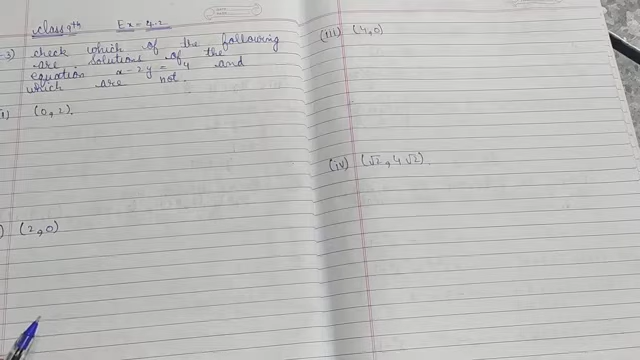 class 9th Ex = 4.2
-3) check which of the following
are solutions of the
equation x - 2y = 4 and
which are not.
(0,2).
) (2,0)
(III) (4,0)
(iv) (√2, 4√2).